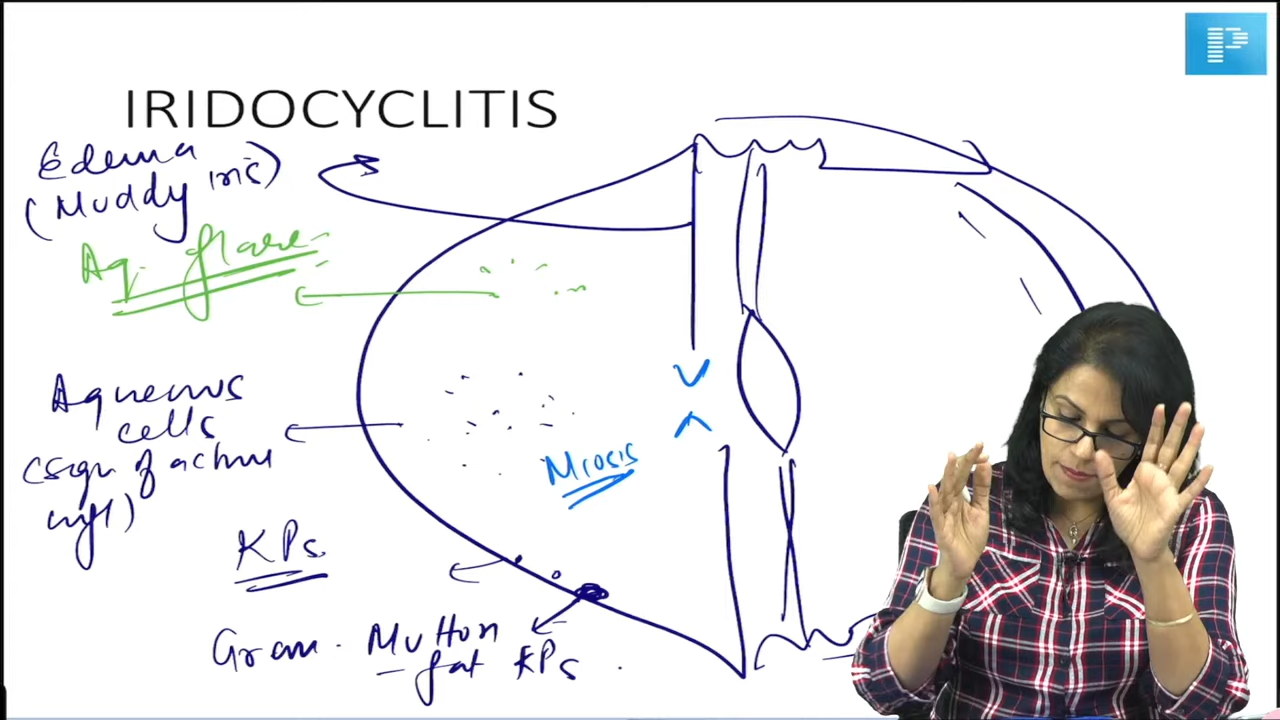 IRIDOCYCLITIS
Edema
(Muddy iris)
Aq. flare
Aqueous
cells
(sign of active
infl)
Miosis
KPs
Gran. Mutton
fat KPs
P